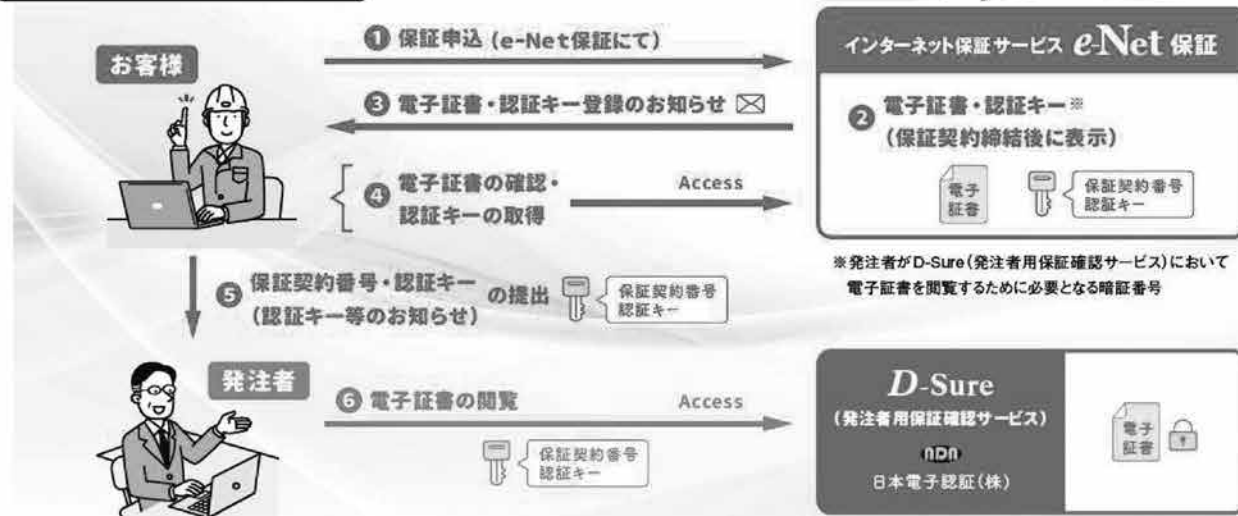 お客様
❶ 保証申込 (e-Net保証にて)
インターネット保証サービス e-Net 保証
❷ 電子証書・認証キー※
(保証契約締結後に表示)
電子
証書
保証契約番号
認証キー
❸ 電子証書・認証キー登録のお知らせ
❹ 電子証書の確認・
認証キーの取得
Access
※発注者がD-Sure(発注者用保証確認サービス)において
電子証書を閲覧するために必要となる暗証番号
❺ 保証契約番号・認証キー
(認証キー等のお知らせ)
の提出
保証契約番号
認証キー
発注者
❻ 電子証書の閲覧
Access
保証契約番号
認証キー
D-Sure
(発注者用保証確認サービス)
NDN
日本電子認証(株)
電子
証書